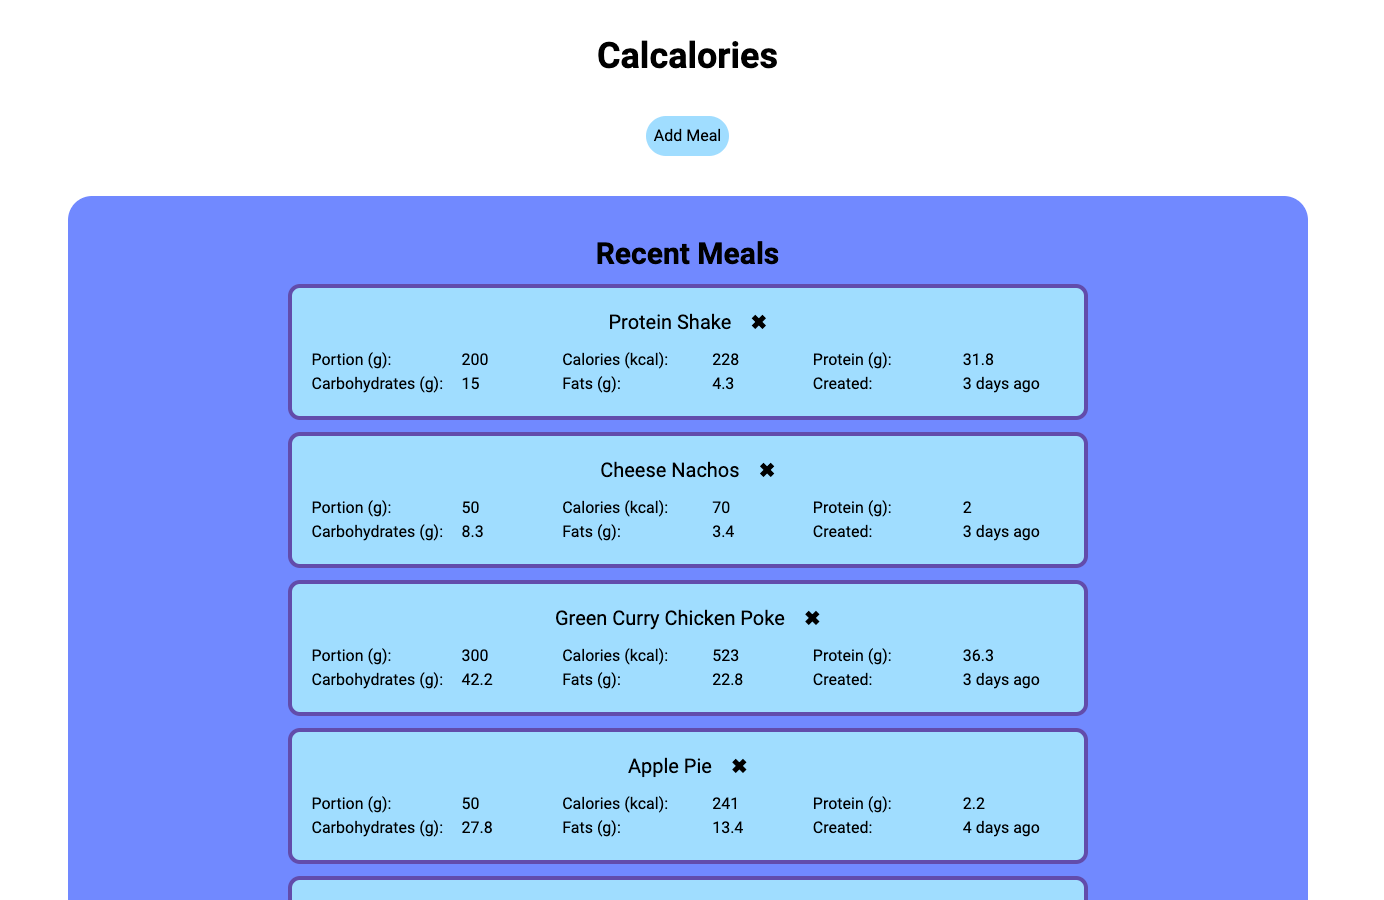 Calcalories
Add Meal
Recent Meals
Protein Shake ✖
Portion (g): 200 Calories (kcal): 228 Protein (g): 31.8
Carbohydrates (g): 15 Fats (g): 4.3 Created: 3 days ago
Cheese Nachos ✖
Portion (g): 50 Calories (kcal): 70 Protein (g): 2
Carbohydrates (g): 8.3 Fats (g): 3.4 Created: 3 days ago
Green Curry Chicken Poke ✖
Portion (g): 300 Calories (kcal): 523 Protein (g): 36.3
Carbohydrates (g): 42.2 Fats (g): 22.8 Created: 3 days ago
Apple Pie ✖
Portion (g): 50 Calories (kcal): 241 Protein (g): 2.2
Carbohydrates (g): 27.8 Fats (g): 13.4 Created: 4 days ago